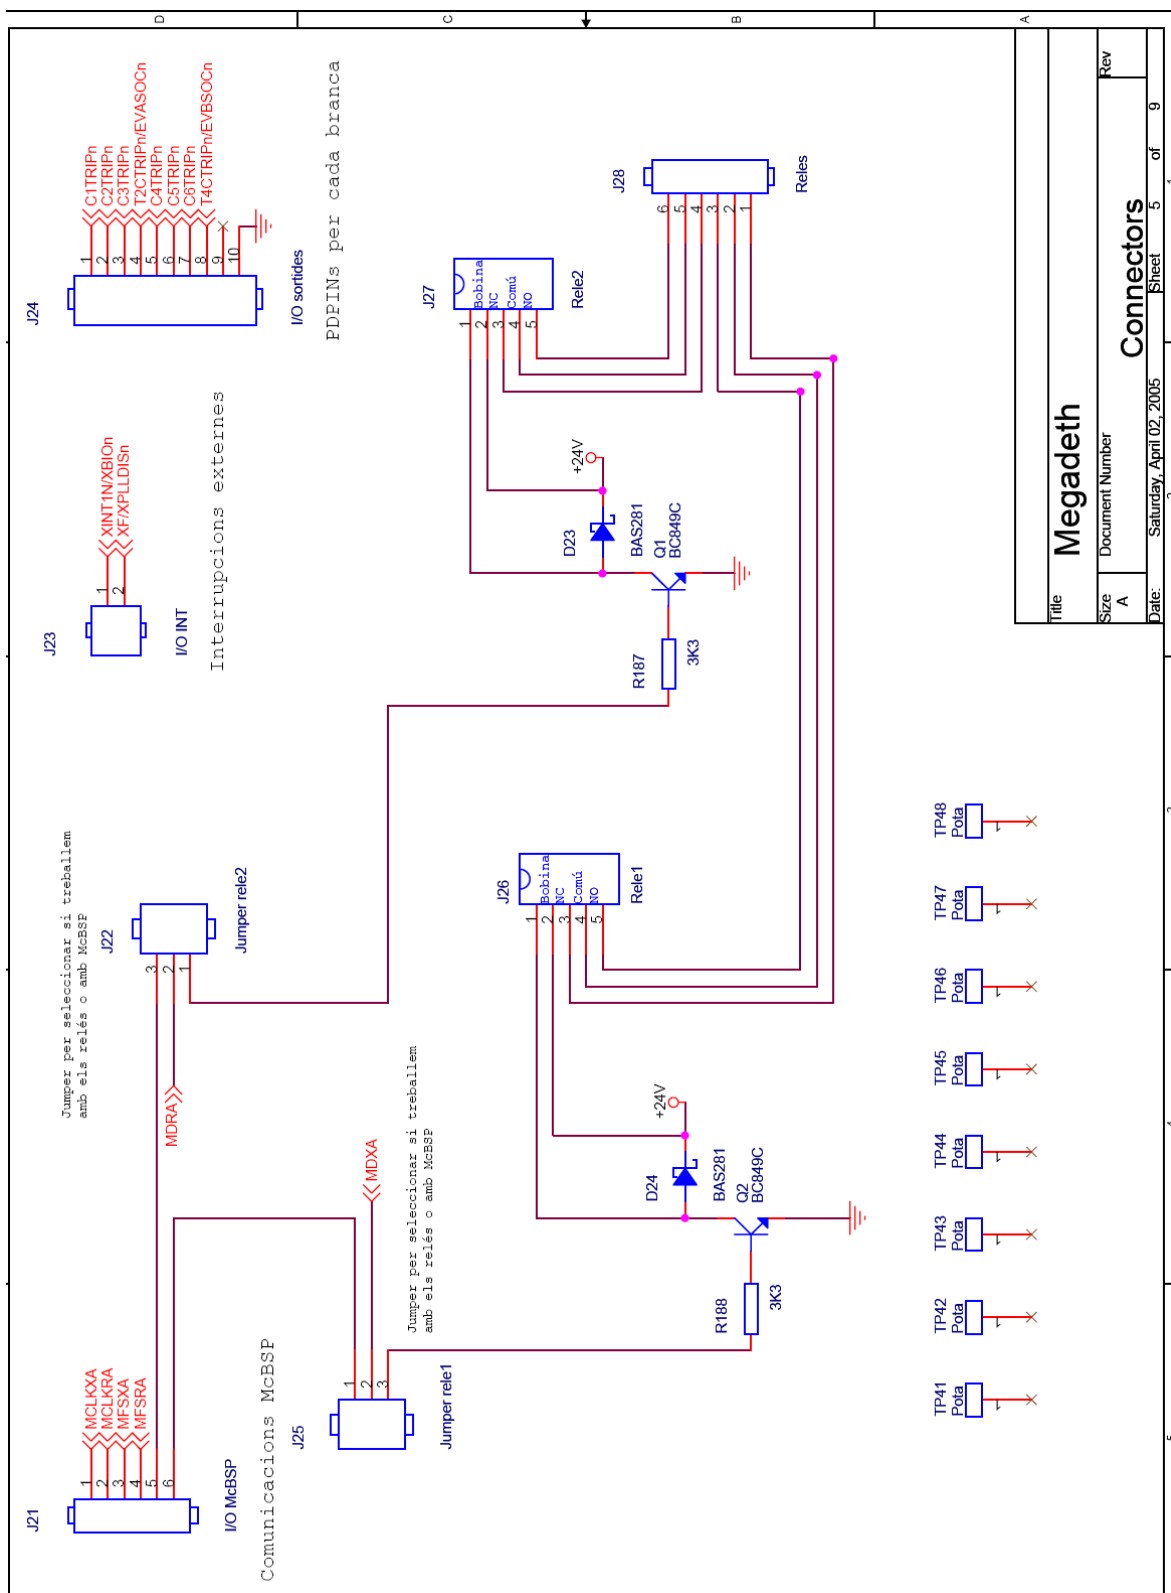 D
C
B
A
J24
1
2
3
4
5
6
7
8
9
10
C1TRIPn
C2TRIPn
C3TRIPn
T2CTRIPn/EVASOCn
C4TRIPn
C5TRIPn
C6TRIPn
T4CTRIPn/EVBSOCn
I/O sortides
PDPINs per cada branca
J23
1
2
XINT1N/XBIOn
XF/XPLLDISn
I/O INT
Interrupcions externes
Jumper per seleccionar si treballem
amb els relés o amb McBSP
J22
3
2
1
Jumper rele2
MDRA
J21
1
2
3
4
5
6
MCLKXA
MCLKRA
MFSXA
MFSRA
I/O McBSP
Comunicacions McBSP
J25
1
2
3
Jumper rele1
MDXA
Jumper per seleccionar si treballem
amb els relés o amb McBSP
J27
1
2
3
4
5
Bobina
NC
Comú
NO
Rele2
J28
6
5
4
3
2
1
Reles
+24V
D23
BAS281
Q1
BC849C
R187
3K3
J26
1
2
3
4
5
Bobina
NC
Comú
NO
Rele1
+24V
D24
BAS281
Q2
BC849C
R188
3K3
TP41
Pota
1
TP42
Pota
1
TP43
Pota
1
TP44
Pota
1
TP45
Pota
1
TP46
Pota
1
TP47
Pota
1
TP48
Pota
1
Title
Megadeth
Size
A
Document Number
Connectors
Rev
Date:
Saturday, April 02, 2005
Sheet
5
of
9